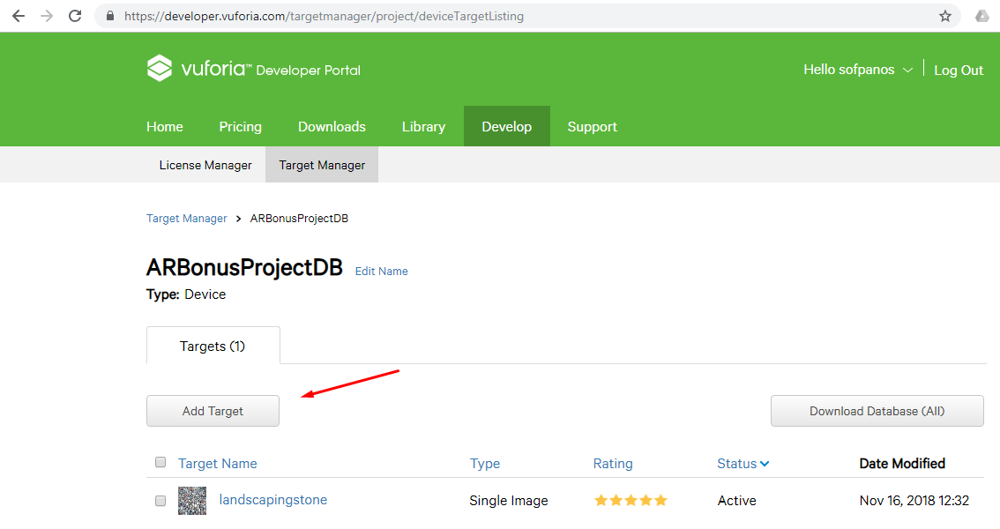 https://developer.vuforia.com/targetmanager/project/deviceTargetListing
vuforia™ Developer Portal
Hello sofpanos
Log Out
Home Pricing Downloads Library Develop Support
License Manager Target Manager
Target Manager > ARBonusProjectDB
ARBonusProjectDB Edit Name
Type: Device
Targets (1)
Add Target Download Database (All)
Target Name Type Rating Status Date Modified
landscapingstone Single Image Active Nov 16, 2018 12:32